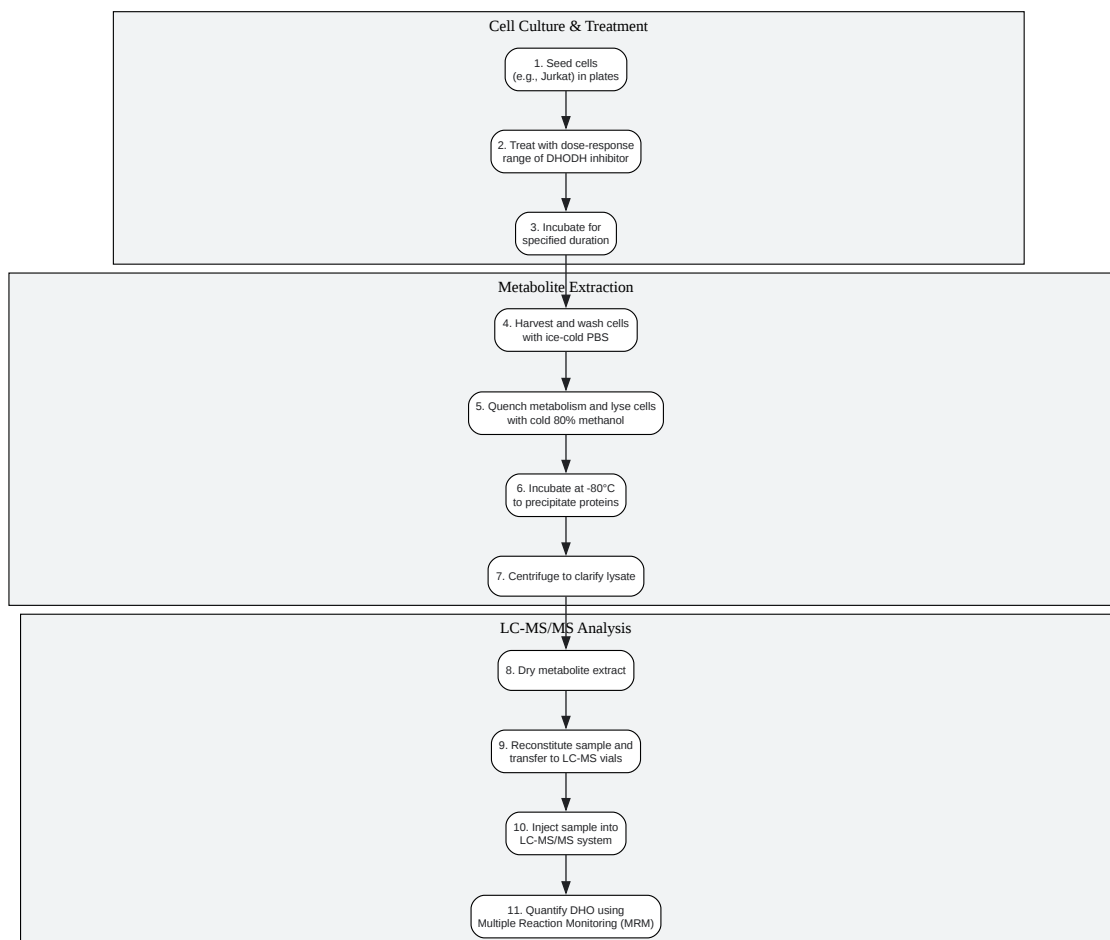 Cell Culture & Treatment
1. Seed cells
(e.g., Jurkat) in plates
2. Treat with dose-response
range of DHODH inhibitor
3. Incubate for
specified duration
Metabolite Extraction
4. Harvest and wash cells
with ice-cold PBS
5. Quench metabolism and lyse cells
with cold 80% methanol
6. Incubate at -80°C
to precipitate proteins
7. Centrifuge to clarify lysate
LC-MS/MS Analysis
8. Dry metabolite extract
9. Reconstitute sample and
transfer to LC-MS vials
10. Inject sample into
LC-MS/MS system
11. Quantify DHO using
Multiple Reaction Monitoring (MRM)